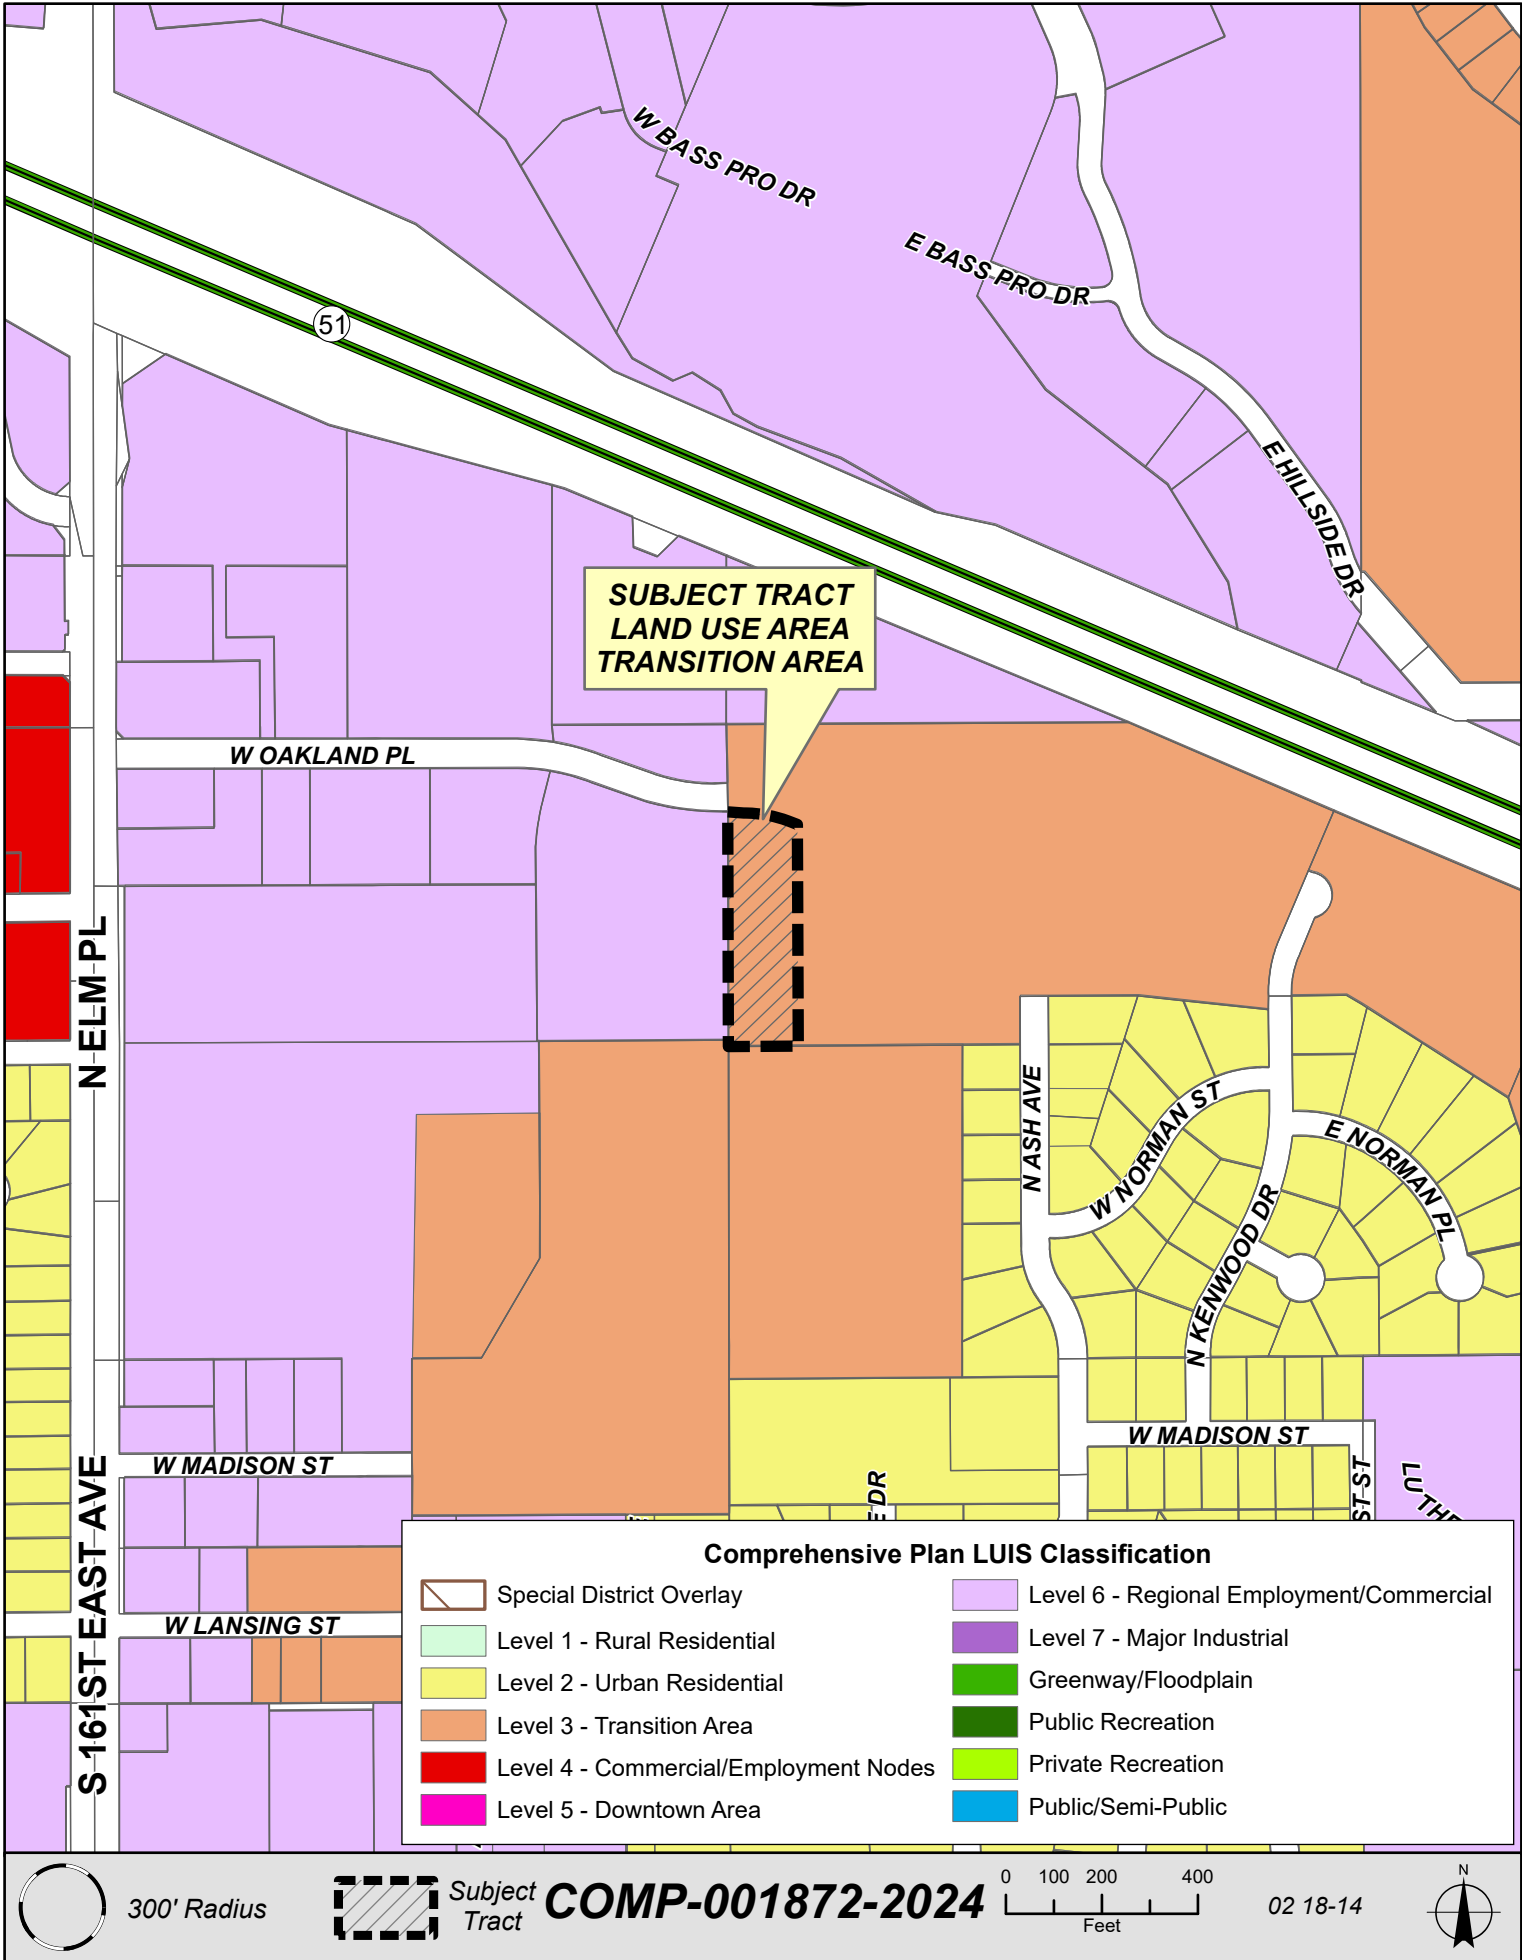 W BASS PRO DR
E BASS PRO DR
51
E HILLSIDE DR
SUBJECT TRACT
LAND USE AREA
TRANSITION AREA
W OAKLAND PL
N ELM PL
N ASH AVE
W NORMAN ST
E NORMAN PL
N KENWOOD DR
W MADISON ST
W MADISON ST
S 161ST EAST AVE
E DR
ST ST
LUTHE
W LANSING ST
Comprehensive Plan LUIS Classification
Special District Overlay
Level 1 - Rural Residential
Level 2 - Urban Residential
Level 3 - Transition Area
Level 4 - Commercial/Employment Nodes
Level 5 - Downtown Area
Level 6 - Regional Employment/Commercial
Level 7 - Major Industrial
Greenway/Floodplain
Public Recreation
Private Recreation
Public/Semi-Public
300' Radius
Subject
Tract
COMP-001872-2024
0 100 200 400
Feet
02 18-14
N